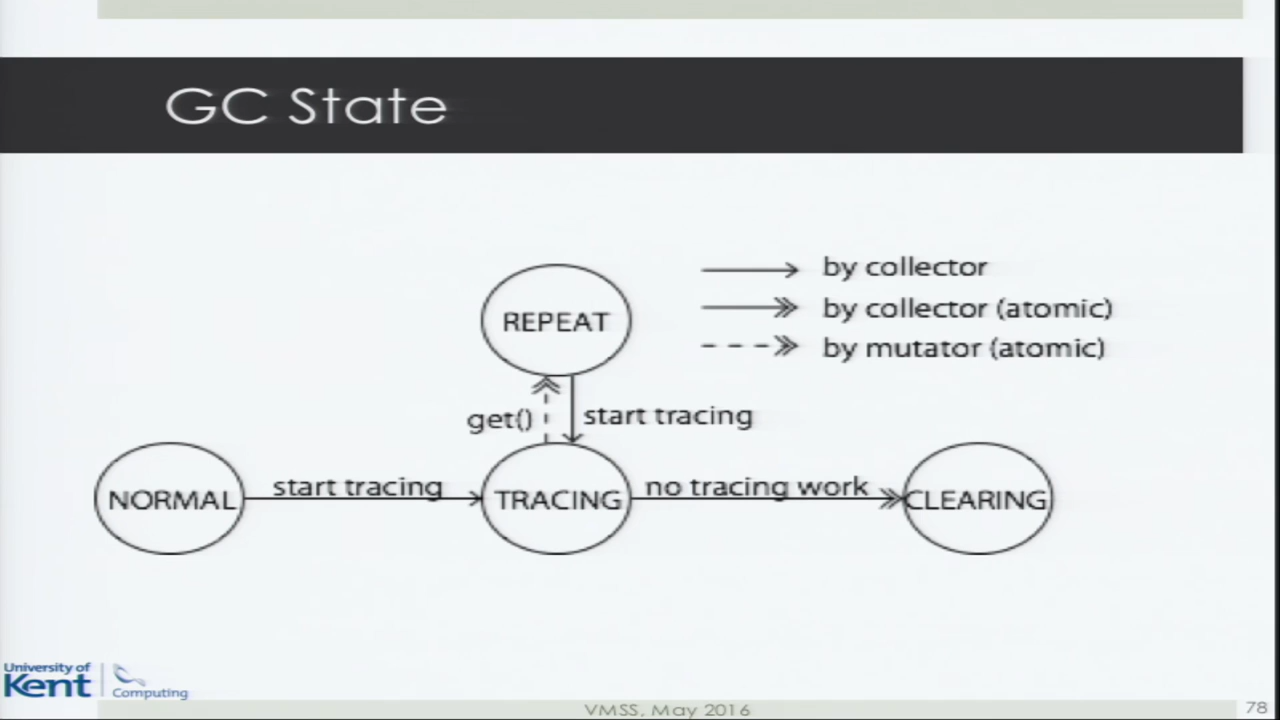 GC State
by collector
by collector (atomic)
by mutator (atomic)
REPEAT
get()
start tracing
NORMAL
start tracing
TRACING
no tracing work
CLEARING
University of
Kent
Computing
VMSS, May 2016
78